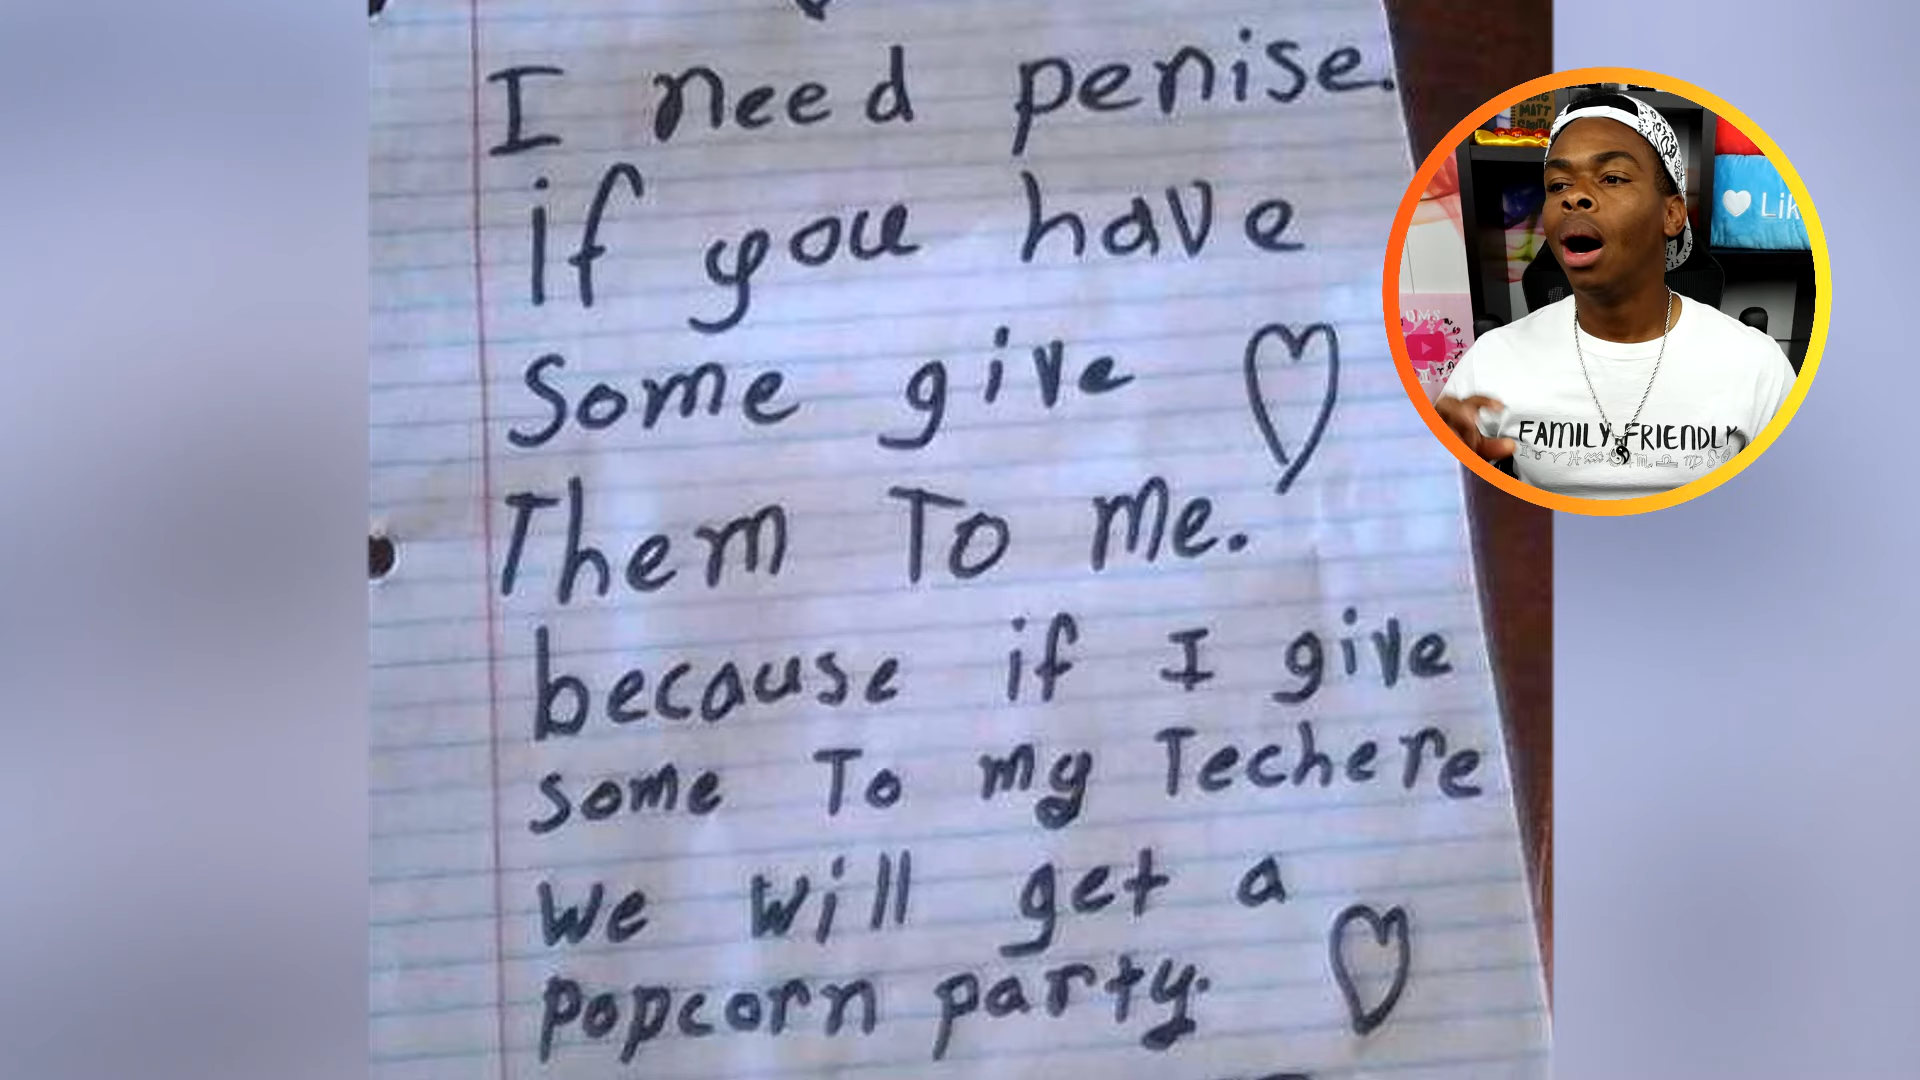 I need penise.
if you have
some give
Them To me.
because if I give
some To my Techere
We will get a
popcorn party.
Lik
FAMILY FRIENDLY